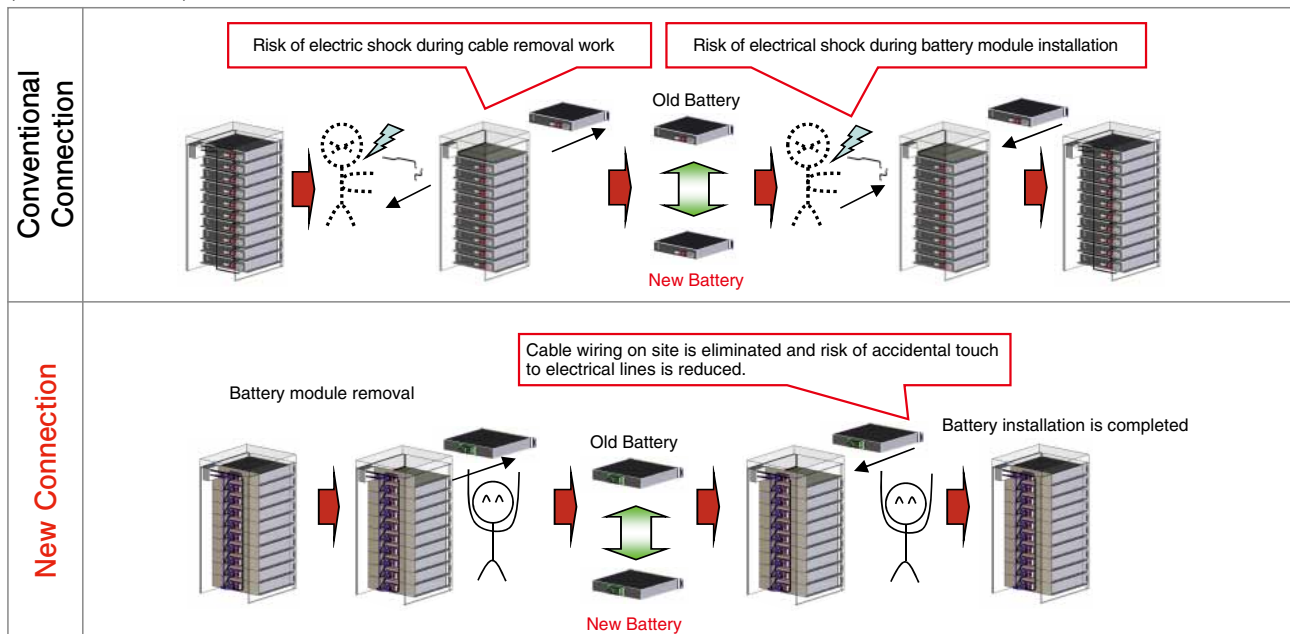 Conventional
Connection
Risk of electric shock during cable removal work
Risk of electrical shock during battery module installation
Old Battery
New Battery
New Connection
Cable wiring on site is eliminated and risk of accidental touch
to electrical lines is reduced.
Battery module removal
Old Battery
Battery installation is completed
New Battery